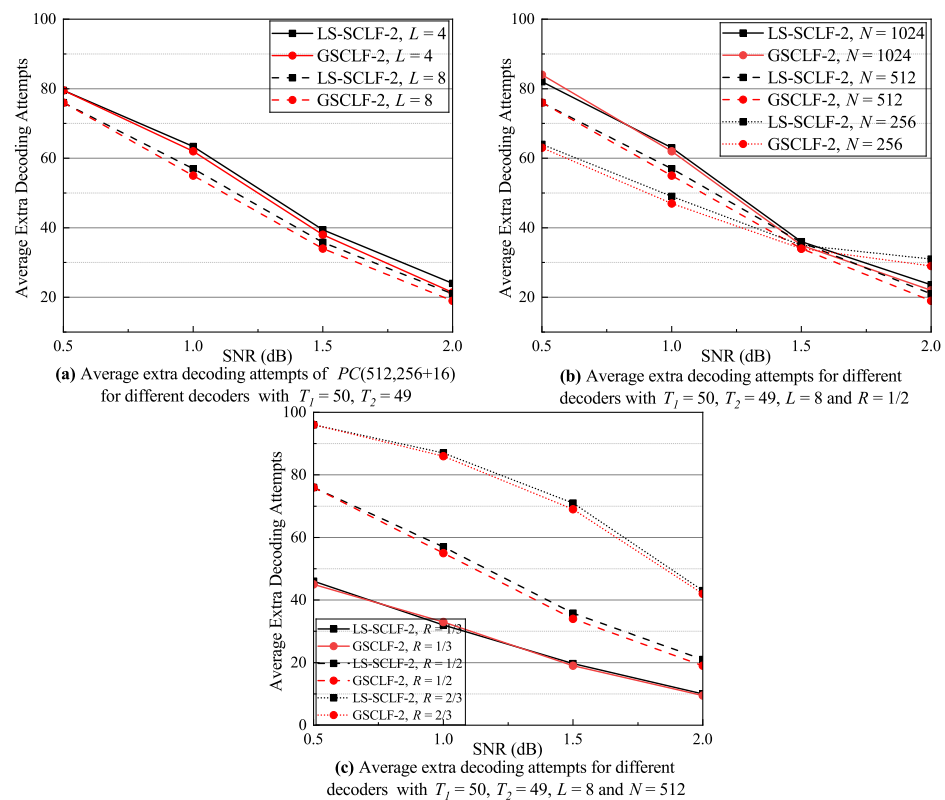 100
80
60
40
20
Average Extra Decoding Attempts
LS-SCLF-2, L = 4
GSCLF-2, L = 4
LS-SCLF-2, L = 8
GSCLF-2, L = 8
0.5 1.0 1.5 2.0
SNR (dB)
(a) Average extra decoding attempts of PC(512,256+16)
for different decoders with T1 = 50, T2 = 49
100
80
60
40
20
Average Extra Decoding Attempts
LS-SCLF-2, N = 1024
GSCLF-2, N = 1024
LS-SCLF-2, N = 512
GSCLF-2, N = 512
LS-SCLF-2, N = 256
GSCLF-2, N = 256
0.5 1.0 1.5 2.0
SNR (dB)
(b) Average extra decoding attempts for different
decoders with T1 = 50, T2 = 49, L = 8 and R = 1/2
100
80
60
40
20
0
Average Extra Decoding Attempts
LS-SCLF-2, R = 1/3
GSCLF-2, R = 1/3
LS-SCLF-2, R = 1/2
GSCLF-2, R = 1/2
LS-SCLF-2, R = 2/3
GSCLF-2, R = 2/3
0.5 1.0 1.5 2.0
SNR (dB)
(c) Average extra decoding attempts for different
decoders with T1 = 50, T2 = 49, L = 8 and N = 512